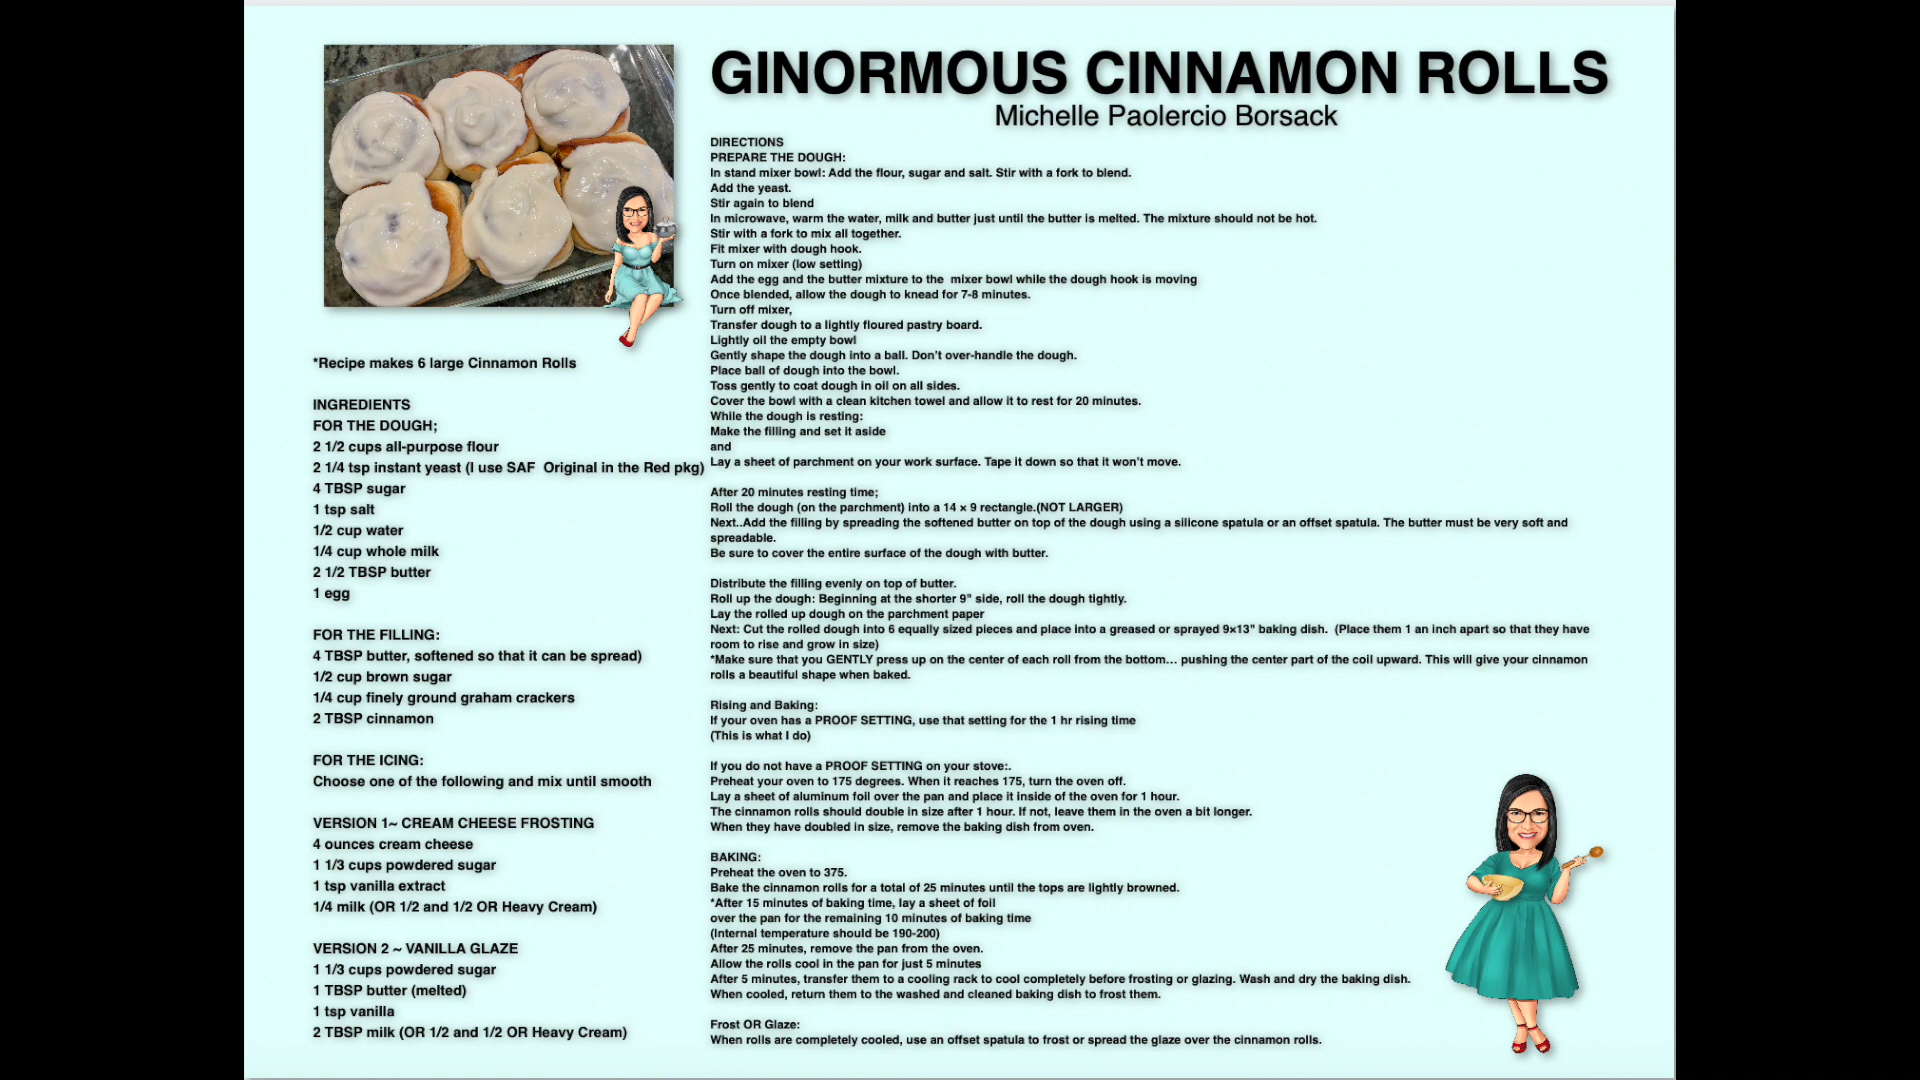 GINORMOUS CINNAMON ROLLS
Michelle Paolercio Borsack
*Recipe makes 6 large Cinnamon Rolls
INGREDIENTS
FOR THE DOUGH;
2 1/2 cups all-purpose flour
2 1/4 tsp instant yeast (I use SAF  Original in the Red pkg)
4 TBSP sugar
1 tsp salt
1/2 cup water
1/4 cup whole milk
2 1/2 TBSP butter
1 egg
FOR THE FILLING:
4 TBSP butter, softened so that it can be spread)
1/2 cup brown sugar
1/4 cup finely ground graham crackers
2 TBSP cinnamon
FOR THE ICING:
Choose one of the following and mix until smooth
VERSION 1~ CREAM CHEESE FROSTING
4 ounces cream cheese
1 1/3 cups powdered sugar
1 tsp vanilla extract
1/4 milk (OR 1/2 and 1/2 OR Heavy Cream)
VERSION 2 ~ VANILLA GLAZE
1 1/3 cups powdered sugar
1 TBSP butter (melted)
1 tsp vanilla
2 TBSP milk (OR 1/2 and 1/2 OR Heavy Cream)
DIRECTIONS
PREPARE THE DOUGH:
In stand mixer bowl: Add the flour, sugar and salt. Stir with a fork to blend.
Add the yeast.
Stir again to blend
In microwave, warm the water, milk and butter just until the butter is melted. The mixture should not be hot.
Stir with a fork to mix all together.
Fit mixer with dough hook.
Turn on mixer (low setting)
Add the egg and the butter mixture to the  mixer bowl while the dough hook is moving
Once blended, allow the dough to knead for 7-8 minutes.
Turn off mixer,
Transfer dough to a lightly floured pastry board.
Lightly oil the empty bowl
Gently shape the dough into a ball. Don't over-handle the dough.
Place ball of dough into the bowl.
Toss gently to coat dough in oil on all sides.
Cover the bowl with a clean kitchen towel and allow it to rest for 20 minutes.
While the dough is resting:
Make the filling and set it aside
and
Lay a sheet of parchment on your work surface. Tape it down so that it won't move.
After 20 minutes resting time;
Roll the dough (on the parchment) into a 14 × 9 rectangle.(NOT LARGER)
Next..Add the filling by spreading the softened butter on top of the dough using a silicone spatula or an offset spatula. The butter must be very soft and
spreadable.
Be sure to cover the entire surface of the dough with butter.
Distribute the filling evenly on top of butter.
Roll up the dough: Beginning at the shorter 9" side, roll the dough tightly.
Lay the rolled up dough on the parchment paper
Next: Cut the rolled dough into 6 equally sized pieces and place into a greased or sprayed 9×13" baking dish.  (Place them 1 an inch apart so that they have
room to rise and grow in size)
*Make sure that you GENTLY press up on the center of each roll from the bottom… pushing the center part of the coil upward. This will give your cinnamon
rolls a beautiful shape when baked.
Rising and Baking:
If your oven has a PROOF SETTING, use that setting for the 1 hr rising time
(This is what I do)
If you do not have a PROOF SETTING on your stove:.
Preheat your oven to 175 degrees. When it reaches 175, turn the oven off.
Lay a sheet of aluminum foil over the pan and place it inside of the oven for 1 hour.
The cinnamon rolls should double in size after 1 hour. If not, leave them in the oven a bit longer.
When they have doubled in size, remove the baking dish from oven.
BAKING:
Preheat the oven to 375.
Bake the cinnamon rolls for a total of 25 minutes until the tops are lightly browned.
*After 15 minutes of baking time, lay a sheet of foil
over the pan for the remaining 10 minutes of baking time
(Internal temperature should be 190-200)
After 25 minutes, remove the pan from the oven.
Allow the rolls cool in the pan for just 5 minutes
After 5 minutes, transfer them to a cooling rack to cool completely before frosting or glazing. Wash and dry the baking dish.
When cooled, return them to the washed and cleaned baking dish to frost them.
Frost OR Glaze:
When rolls are completely cooled, use an offset spatula to frost or spread the glaze over the cinnamon rolls.